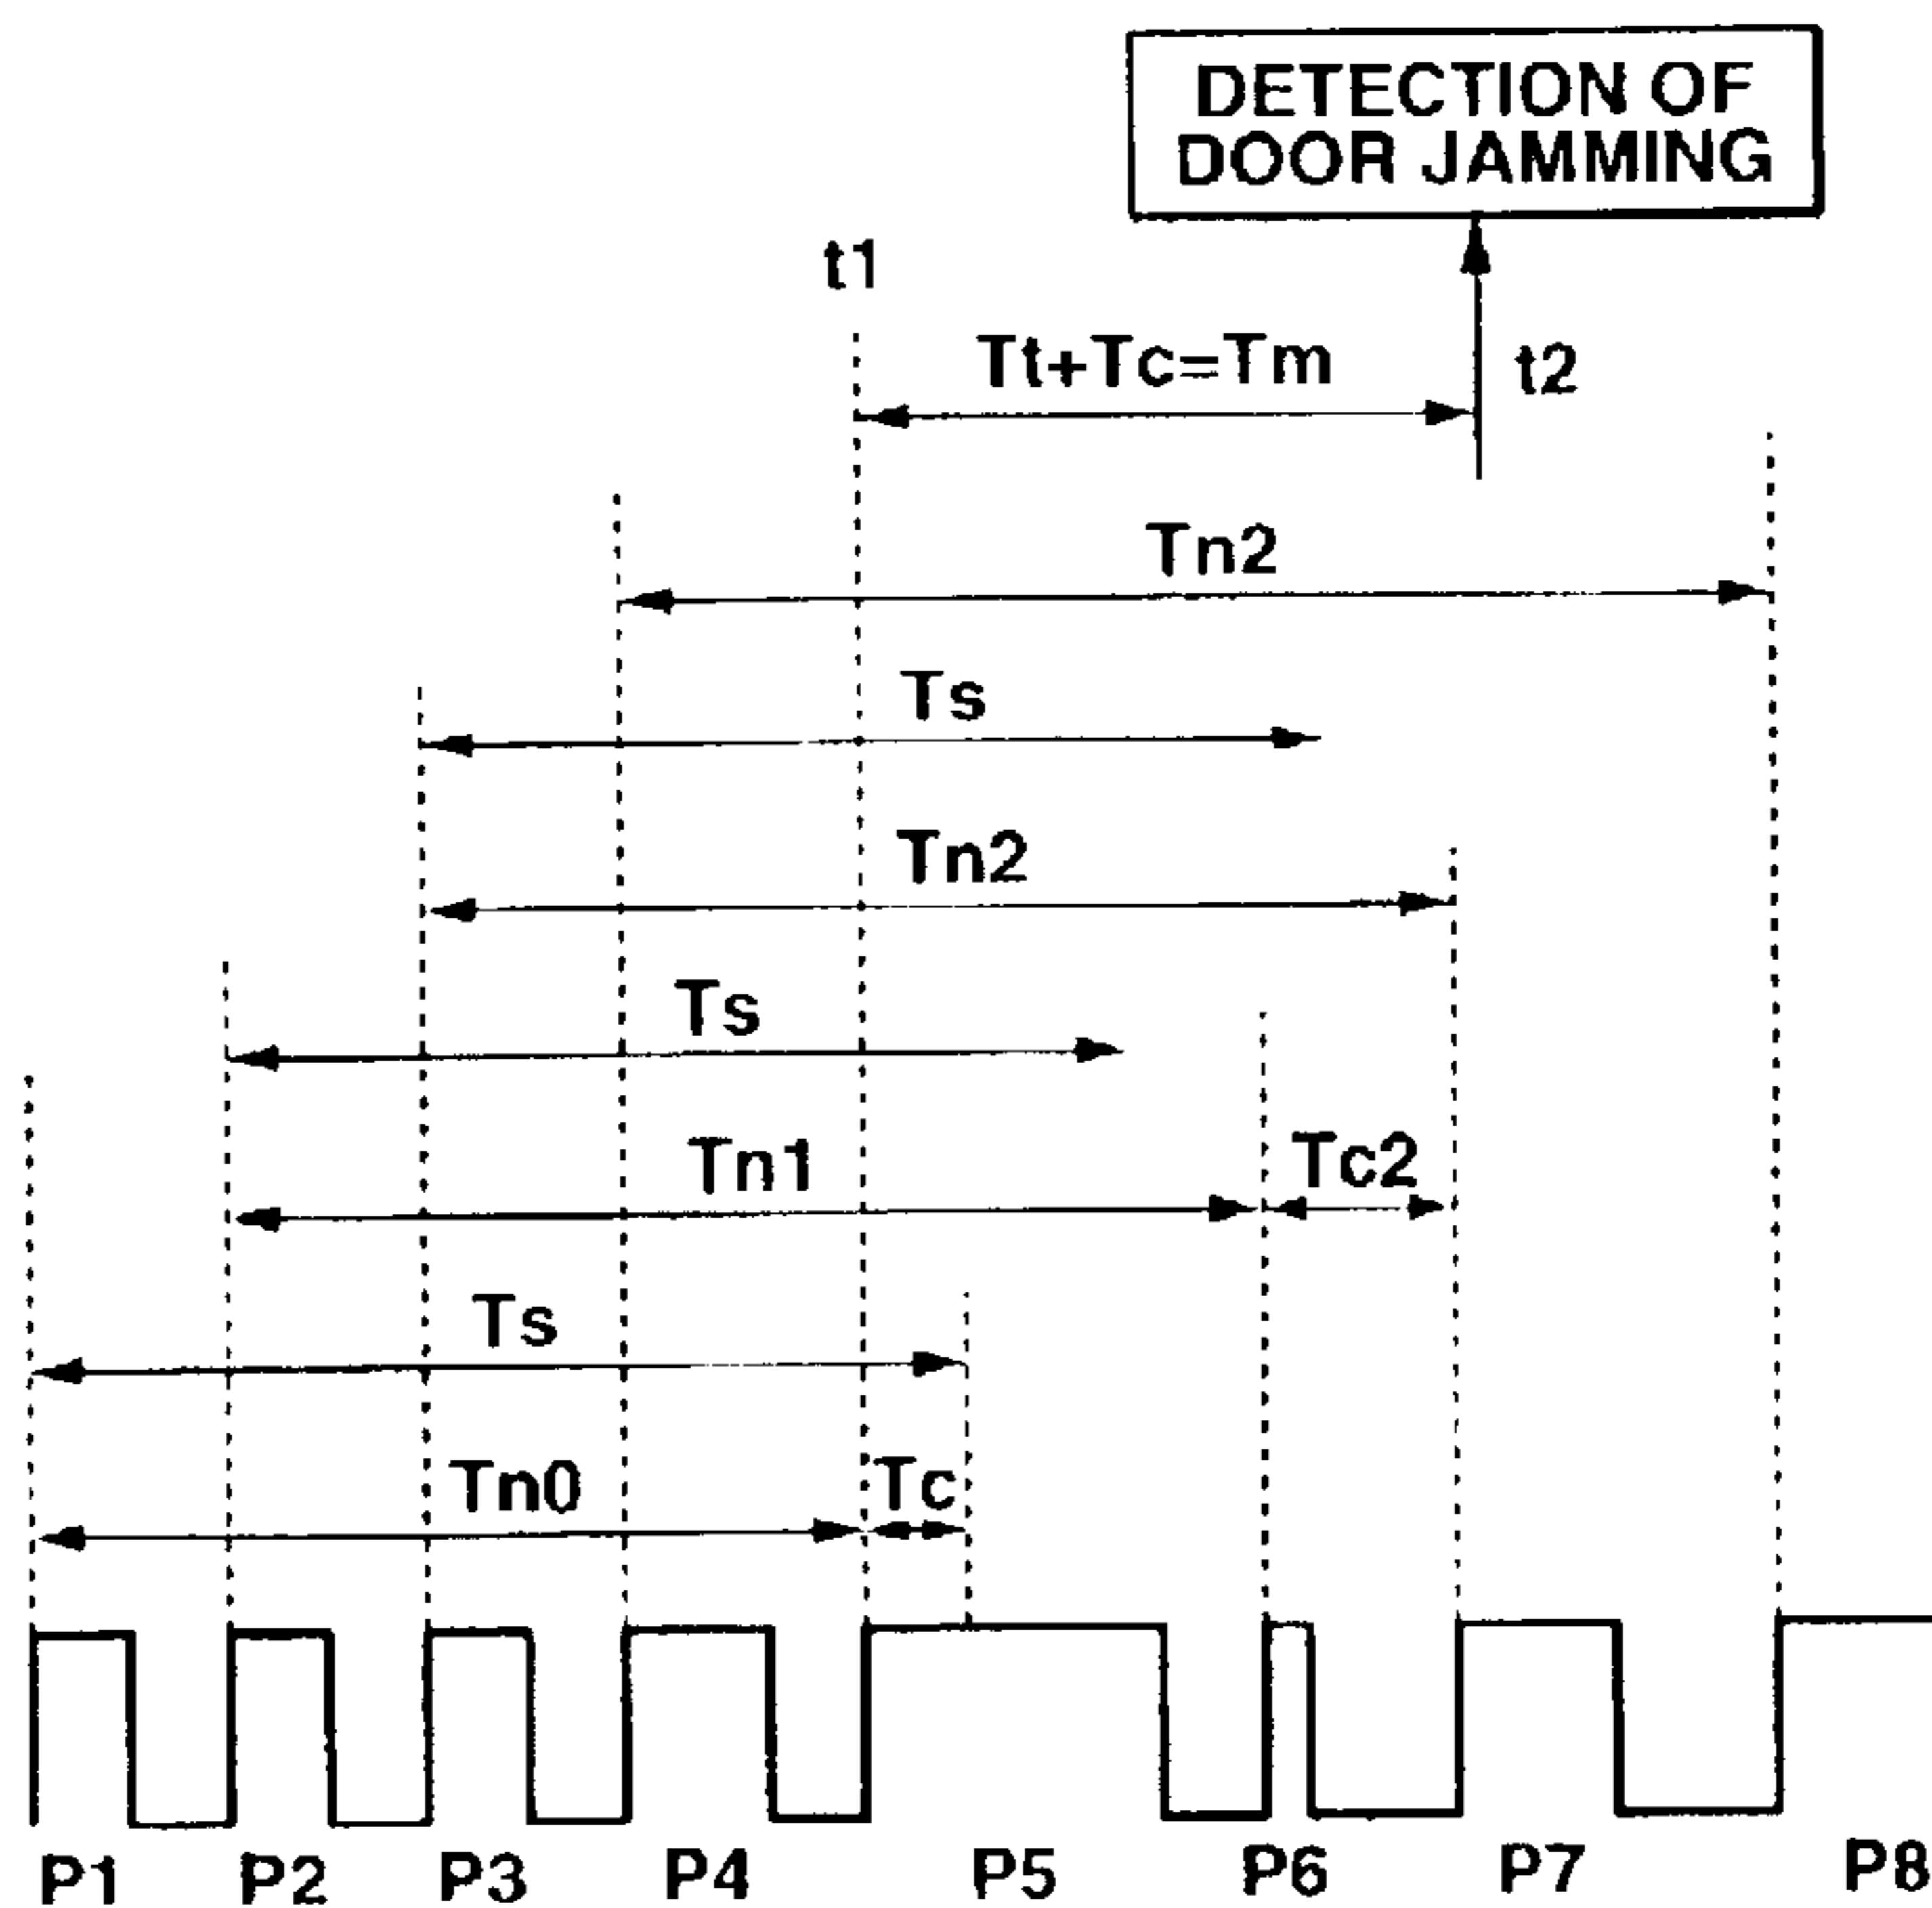 DETECTION OF
DOOR JAMMING
t1
Tt+Tc=Tm
t2
Tn2
Ts
Tn2
Ts
Tn1
Tc2
Ts
Tn0
Tc
P1 P2 P3 P4 P5 P6 P7 P8